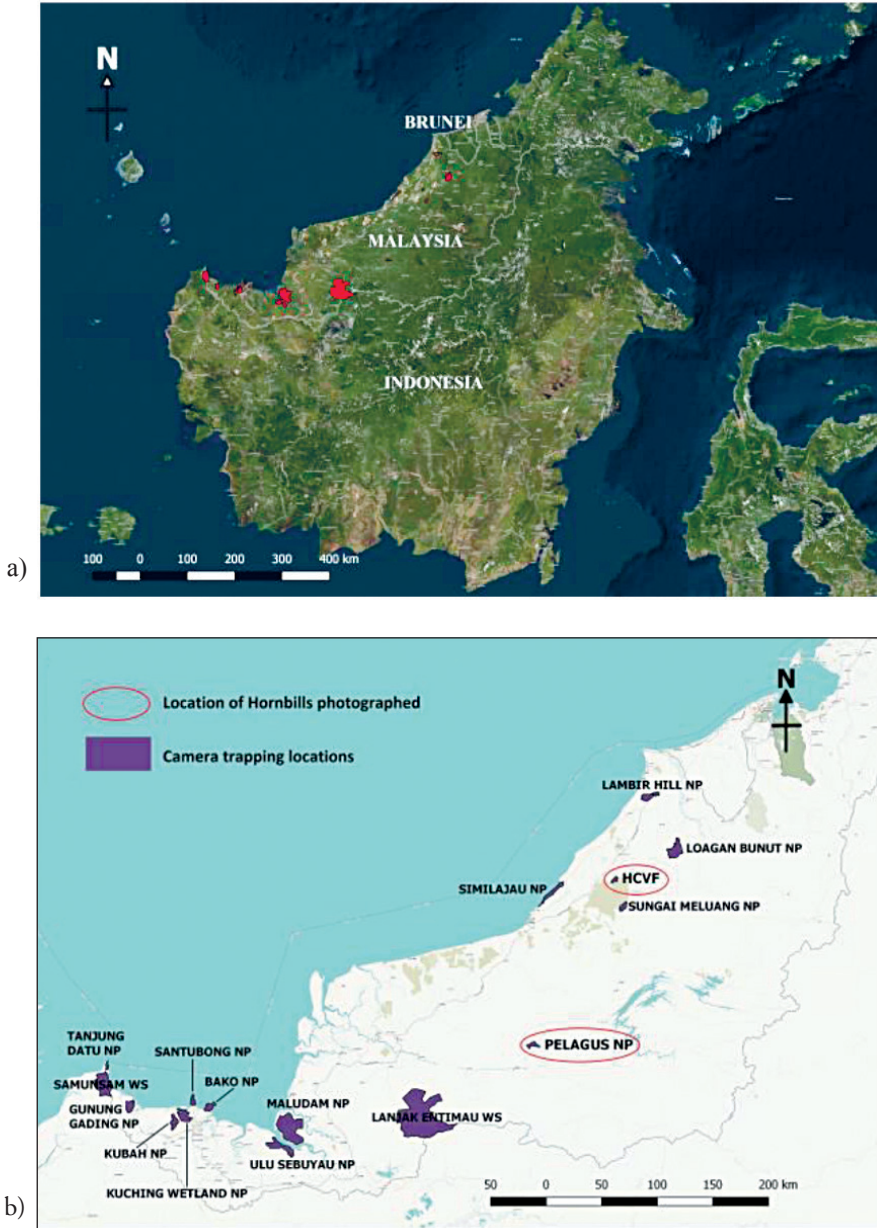 N
BRUNEI
MALAYSIA
INDONESIA
100 0 100 200 300 400 km
a)
Location of Hornbills photographed
N
Camera trapping locations
LAMBIR HILL NP
LOAGAN BUNUT NP
HCVF
SIMILAJAU NP
SUNGAI MELUANG NP
PELAGUS NP
TANJUNG
DATU NP
SANTUBONG NP
SAMUNSAM WS
BAKO NP
GUNUNG
GADING NP
MALUDAM NP
LANJAK ENTIMAU WS
KUBAH NP
ULU SEBUYAU NP
KUCHING WETLAND NP
50 0 50 100 150 200 km
b)